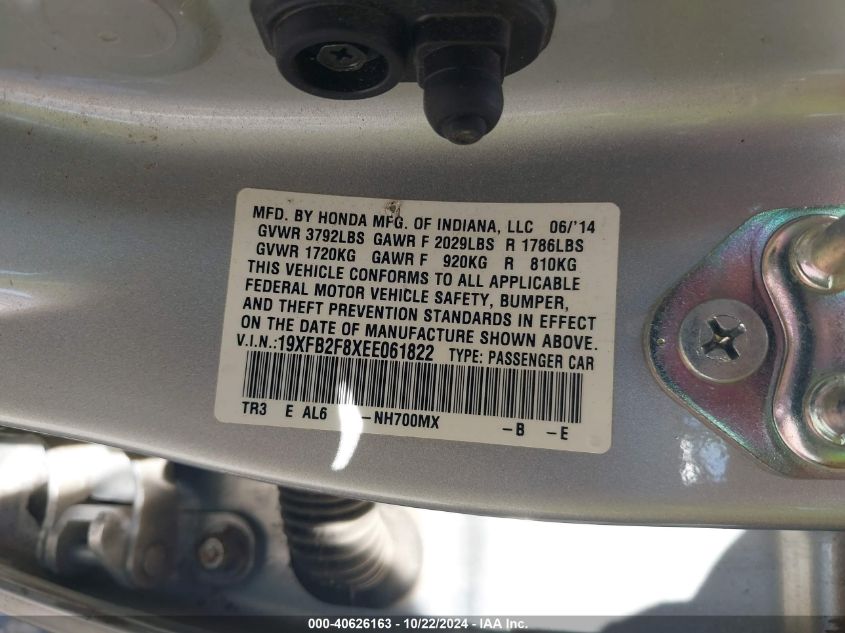 MFD. BY HONDA MFG. OF INDIANA, LLC 06/'14
GVWR 3792LBS GAWR F 2029LBS R 1786LBS
GVWR 1720KG GAWR F 920KG R 810KG
THIS VEHICLE CONFORMS TO ALL APPLICABLE
FEDERAL MOTOR VEHICLE SAFETY, BUMPER,
AND THEFT PREVENTION STANDARDS IN EFFECT
ON THE DATE OF MANUFACTURE SHOWN ABOVE.
V.I.N.:19XFB2F8XEE061822 TYPE: PASSENGER CAR
TR3 E AL6 -NH700MX -B -E
000-40626163 - 10/22/2024 - IAA Inc.